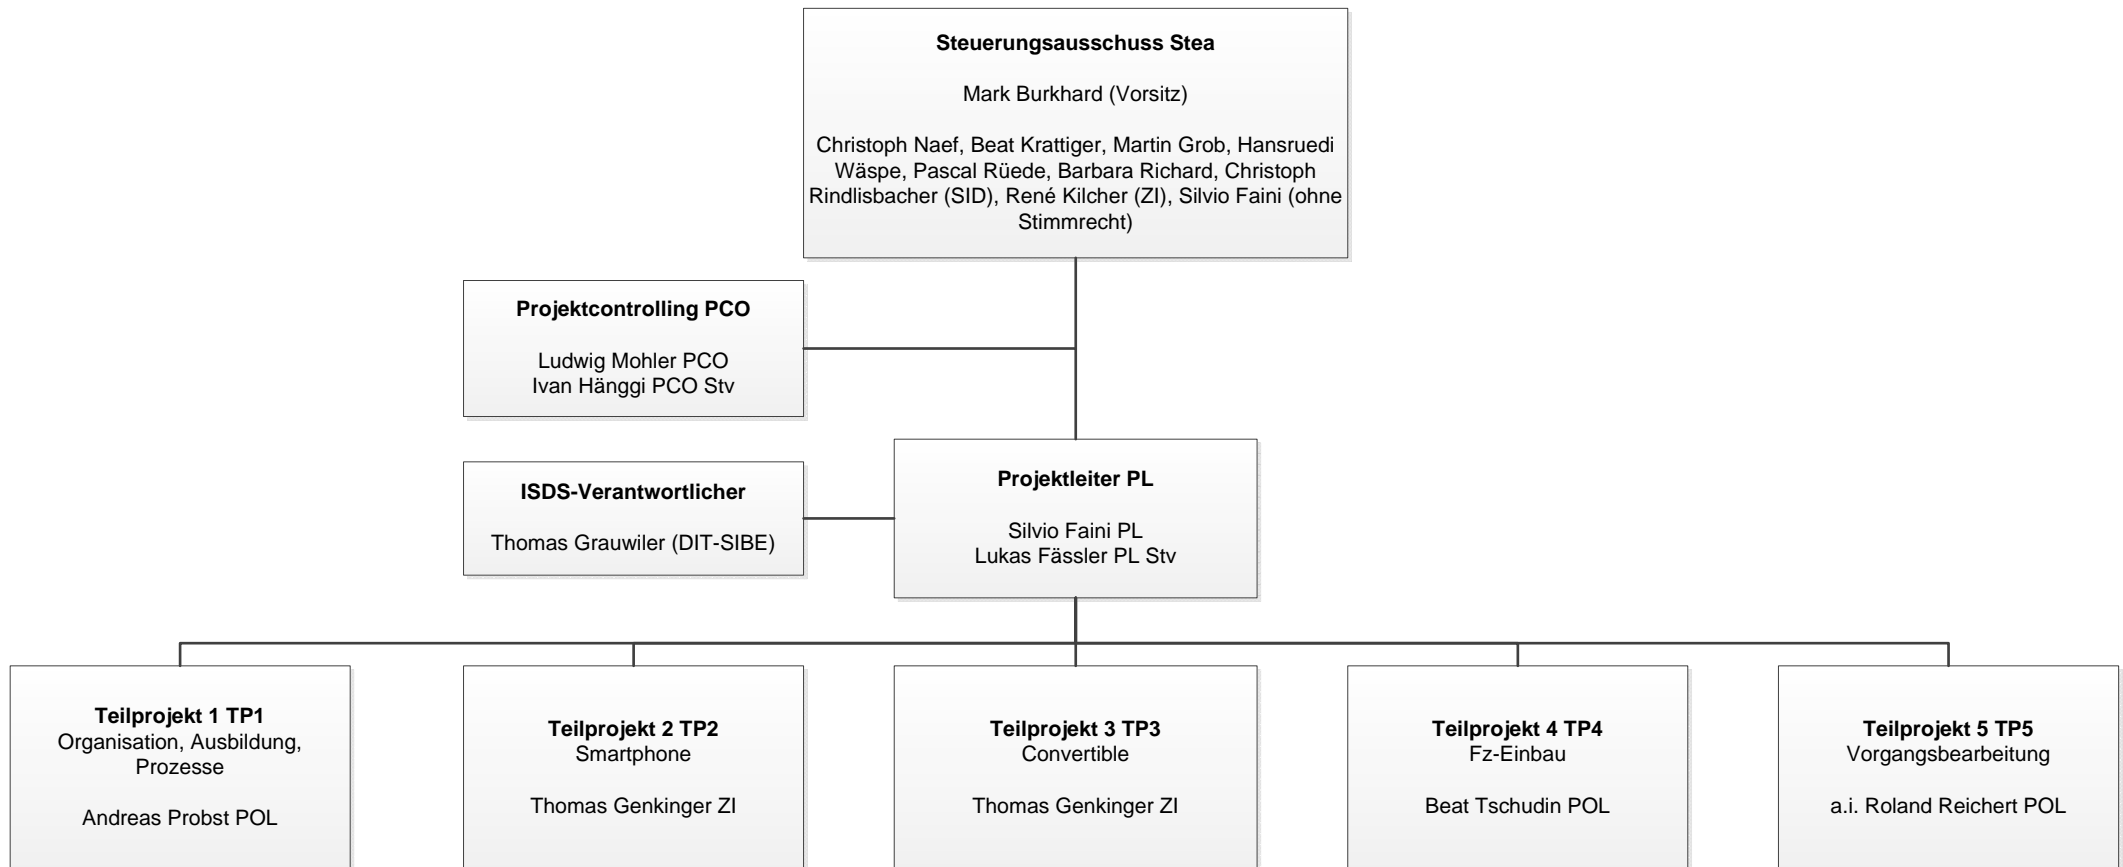 Steuerungsausschuss Stea
Mark Burkhard (Vorsitz)
Christoph Naef, Beat Krattiger, Martin Grob, Hansruedi
Wäspe, Pascal Rüede, Barbara Richard, Christoph
Rindlisbacher (SID), René Kilcher (ZI), Silvio Faini (ohne
Stimmrecht)
Projektcontrolling PCO
Ludwig Mohler PCO
Ivan Hänggi PCO Stv
ISDS-Verantwortlicher
Thomas Grauwiler (DIT-SIBE)
Projektleiter PL
Silvio Faini PL
Lukas Fässler PL Stv
Teilprojekt 1 TP1
Organisation, Ausbildung,
Prozesse
Andreas Probst POL
Teilprojekt 2 TP2
Smartphone
Thomas Genkinger ZI
Teilprojekt 3 TP3
Convertible
Thomas Genkinger ZI
Teilprojekt 4 TP4
Fz-Einbau
Beat Tschudin POL
Teilprojekt 5 TP5
Vorgangsbearbeitung
a.i. Roland Reichert POL